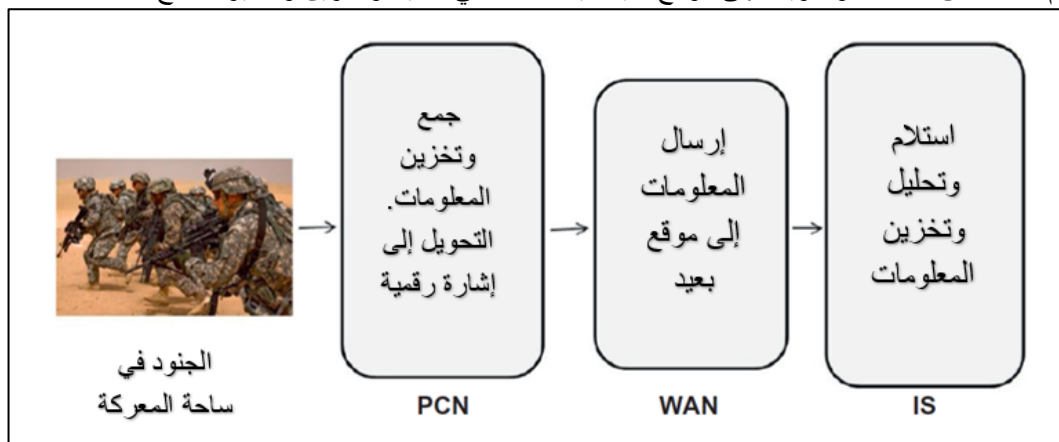 الجنود في
ساحة المعركة
جمع
وتخزين
المعلومات.
التحويل إلى
إشارة رقمية
PCN
إرسال
المعلومات
إلى موقع
بعيد
WAN
استلام
وتحليل
وتخزين
المعلومات
IS